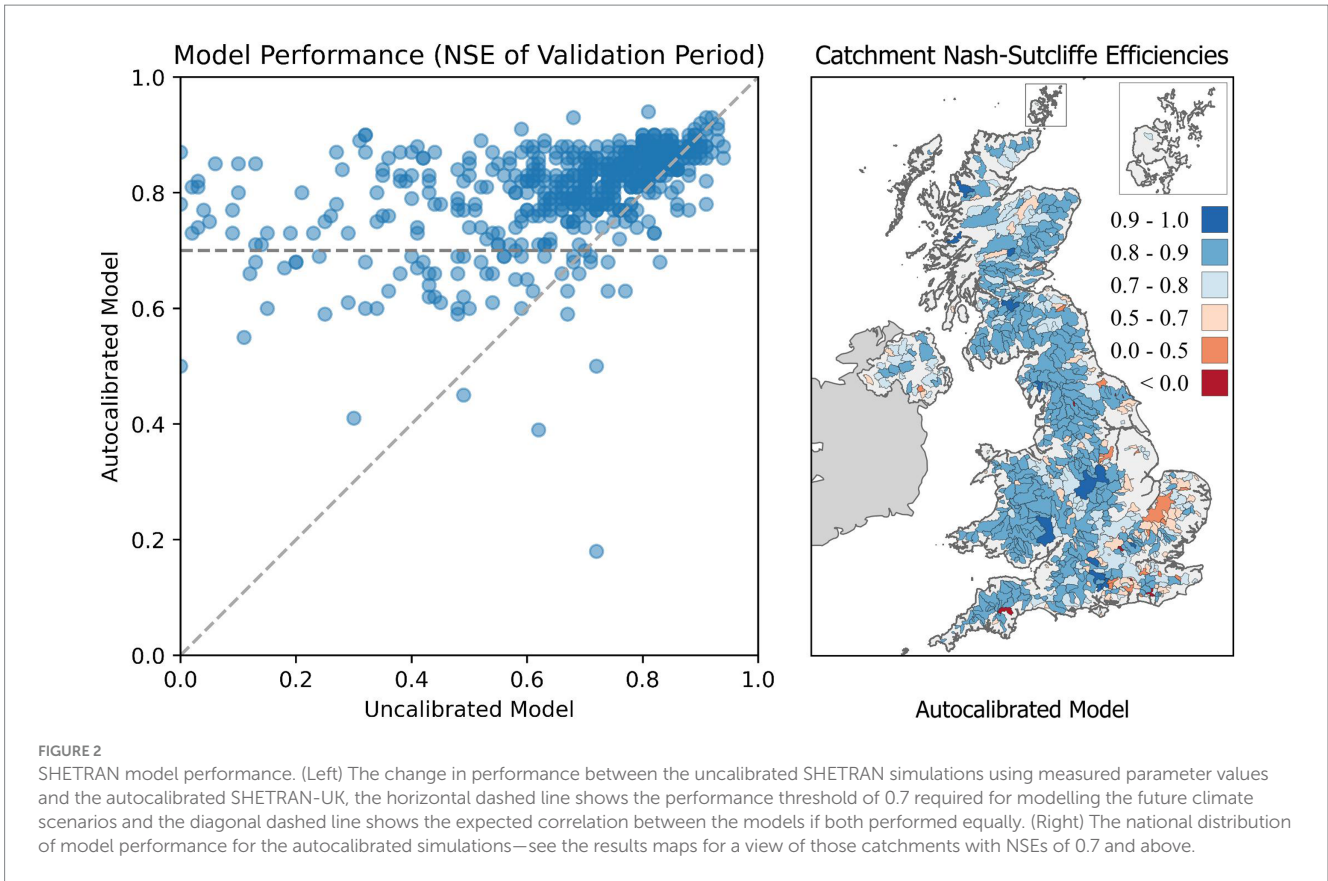 Model Performance (NSE of Validation Period)
1.0
0.8
0.6
0.4
0.2
0.0
Autocalibrated Model
0.0 0.2 0.4 0.6 0.8 1.0
Uncalibrated Model
Catchment Nash-Sutcliffe Efficiencies
0.9 - 1.0
0.8 - 0.9
0.7 - 0.8
0.5 - 0.7
0.0 - 0.5
< 0.0
Autocalibrated Model
FIGURE 2
SHETRAN model performance. (Left) The change in performance between the uncalibrated SHETRAN simulations using measured parameter values
and the autocalibrated SHETRAN-UK, the horizontal dashed line shows the performance threshold of 0.7 required for modelling the future climate
scenarios and the diagonal dashed line shows the expected correlation between the models if both performed equally. (Right) The national distribution
of model performance for the autocalibrated simulations—see the results maps for a view of those catchments with NSEs of 0.7 and above.